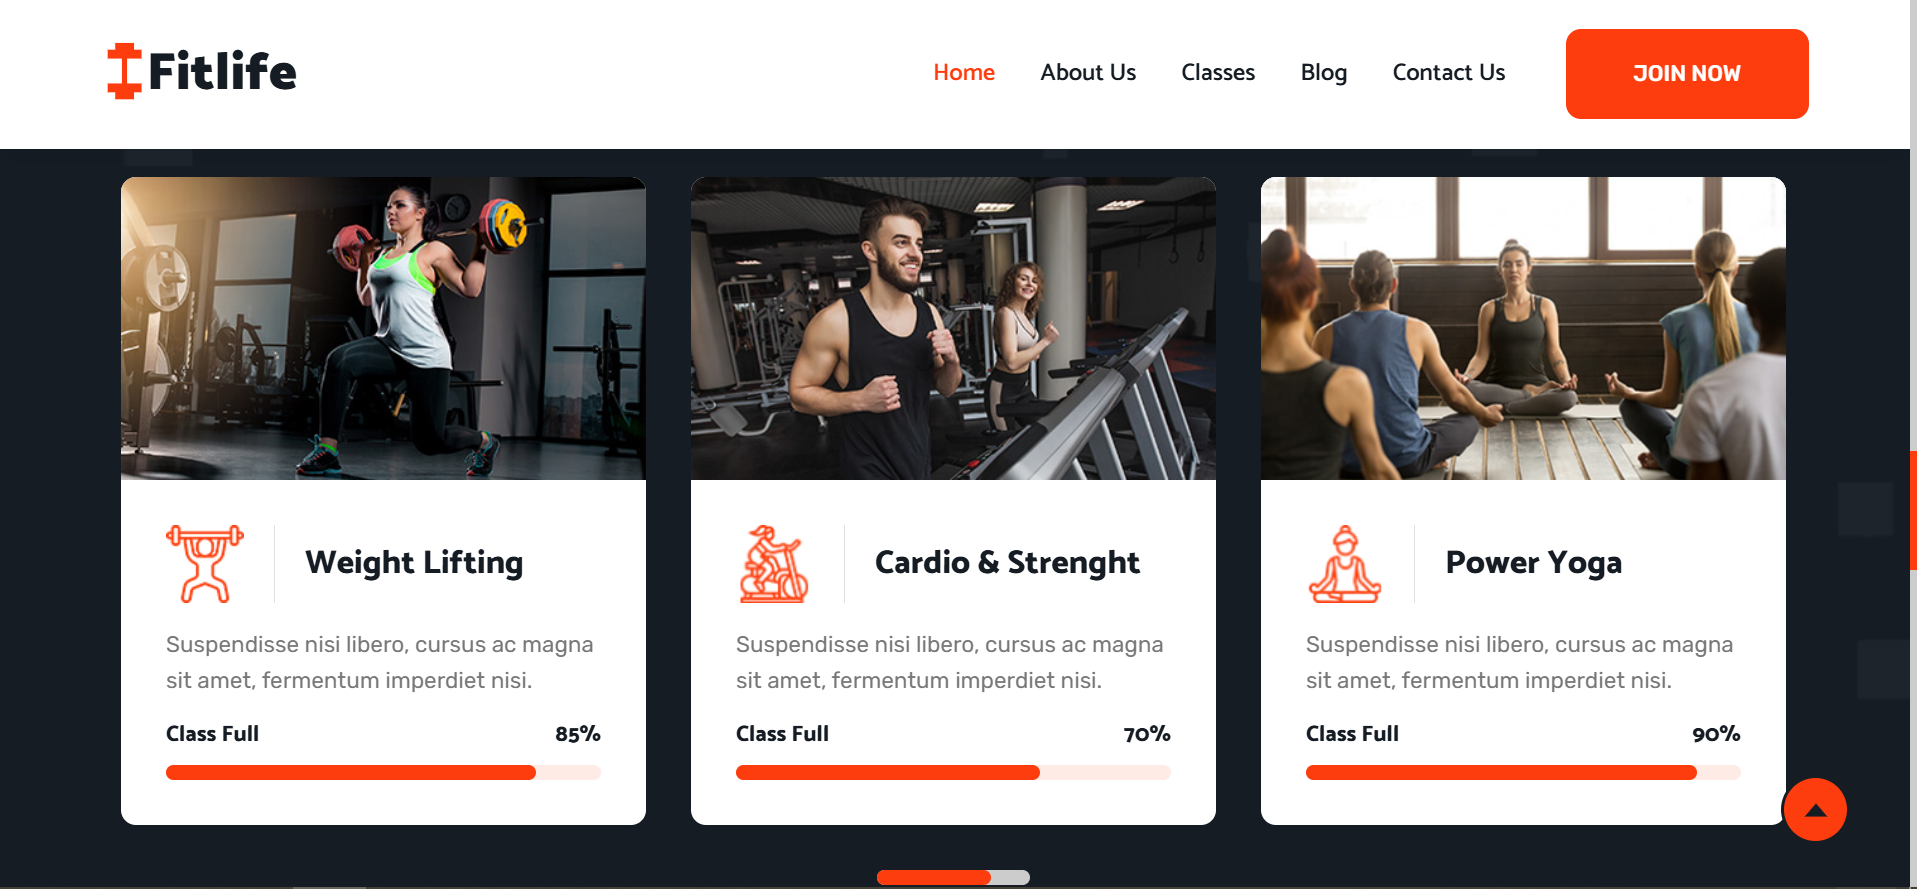 Fitlife
Home
About Us
Classes
Blog
Contact Us
JOIN NOW
Weight Lifting
Suspendisse nisi libero, cursus ac magna
sit amet, fermentum imperdiet nisi.
Class Full 85%
Cardio & Strenght
Suspendisse nisi libero, cursus ac magna
sit amet, fermentum imperdiet nisi.
Class Full 70%
Power Yoga
Suspendisse nisi libero, cursus ac magna
sit amet, fermentum imperdiet nisi.
Class Full 90%